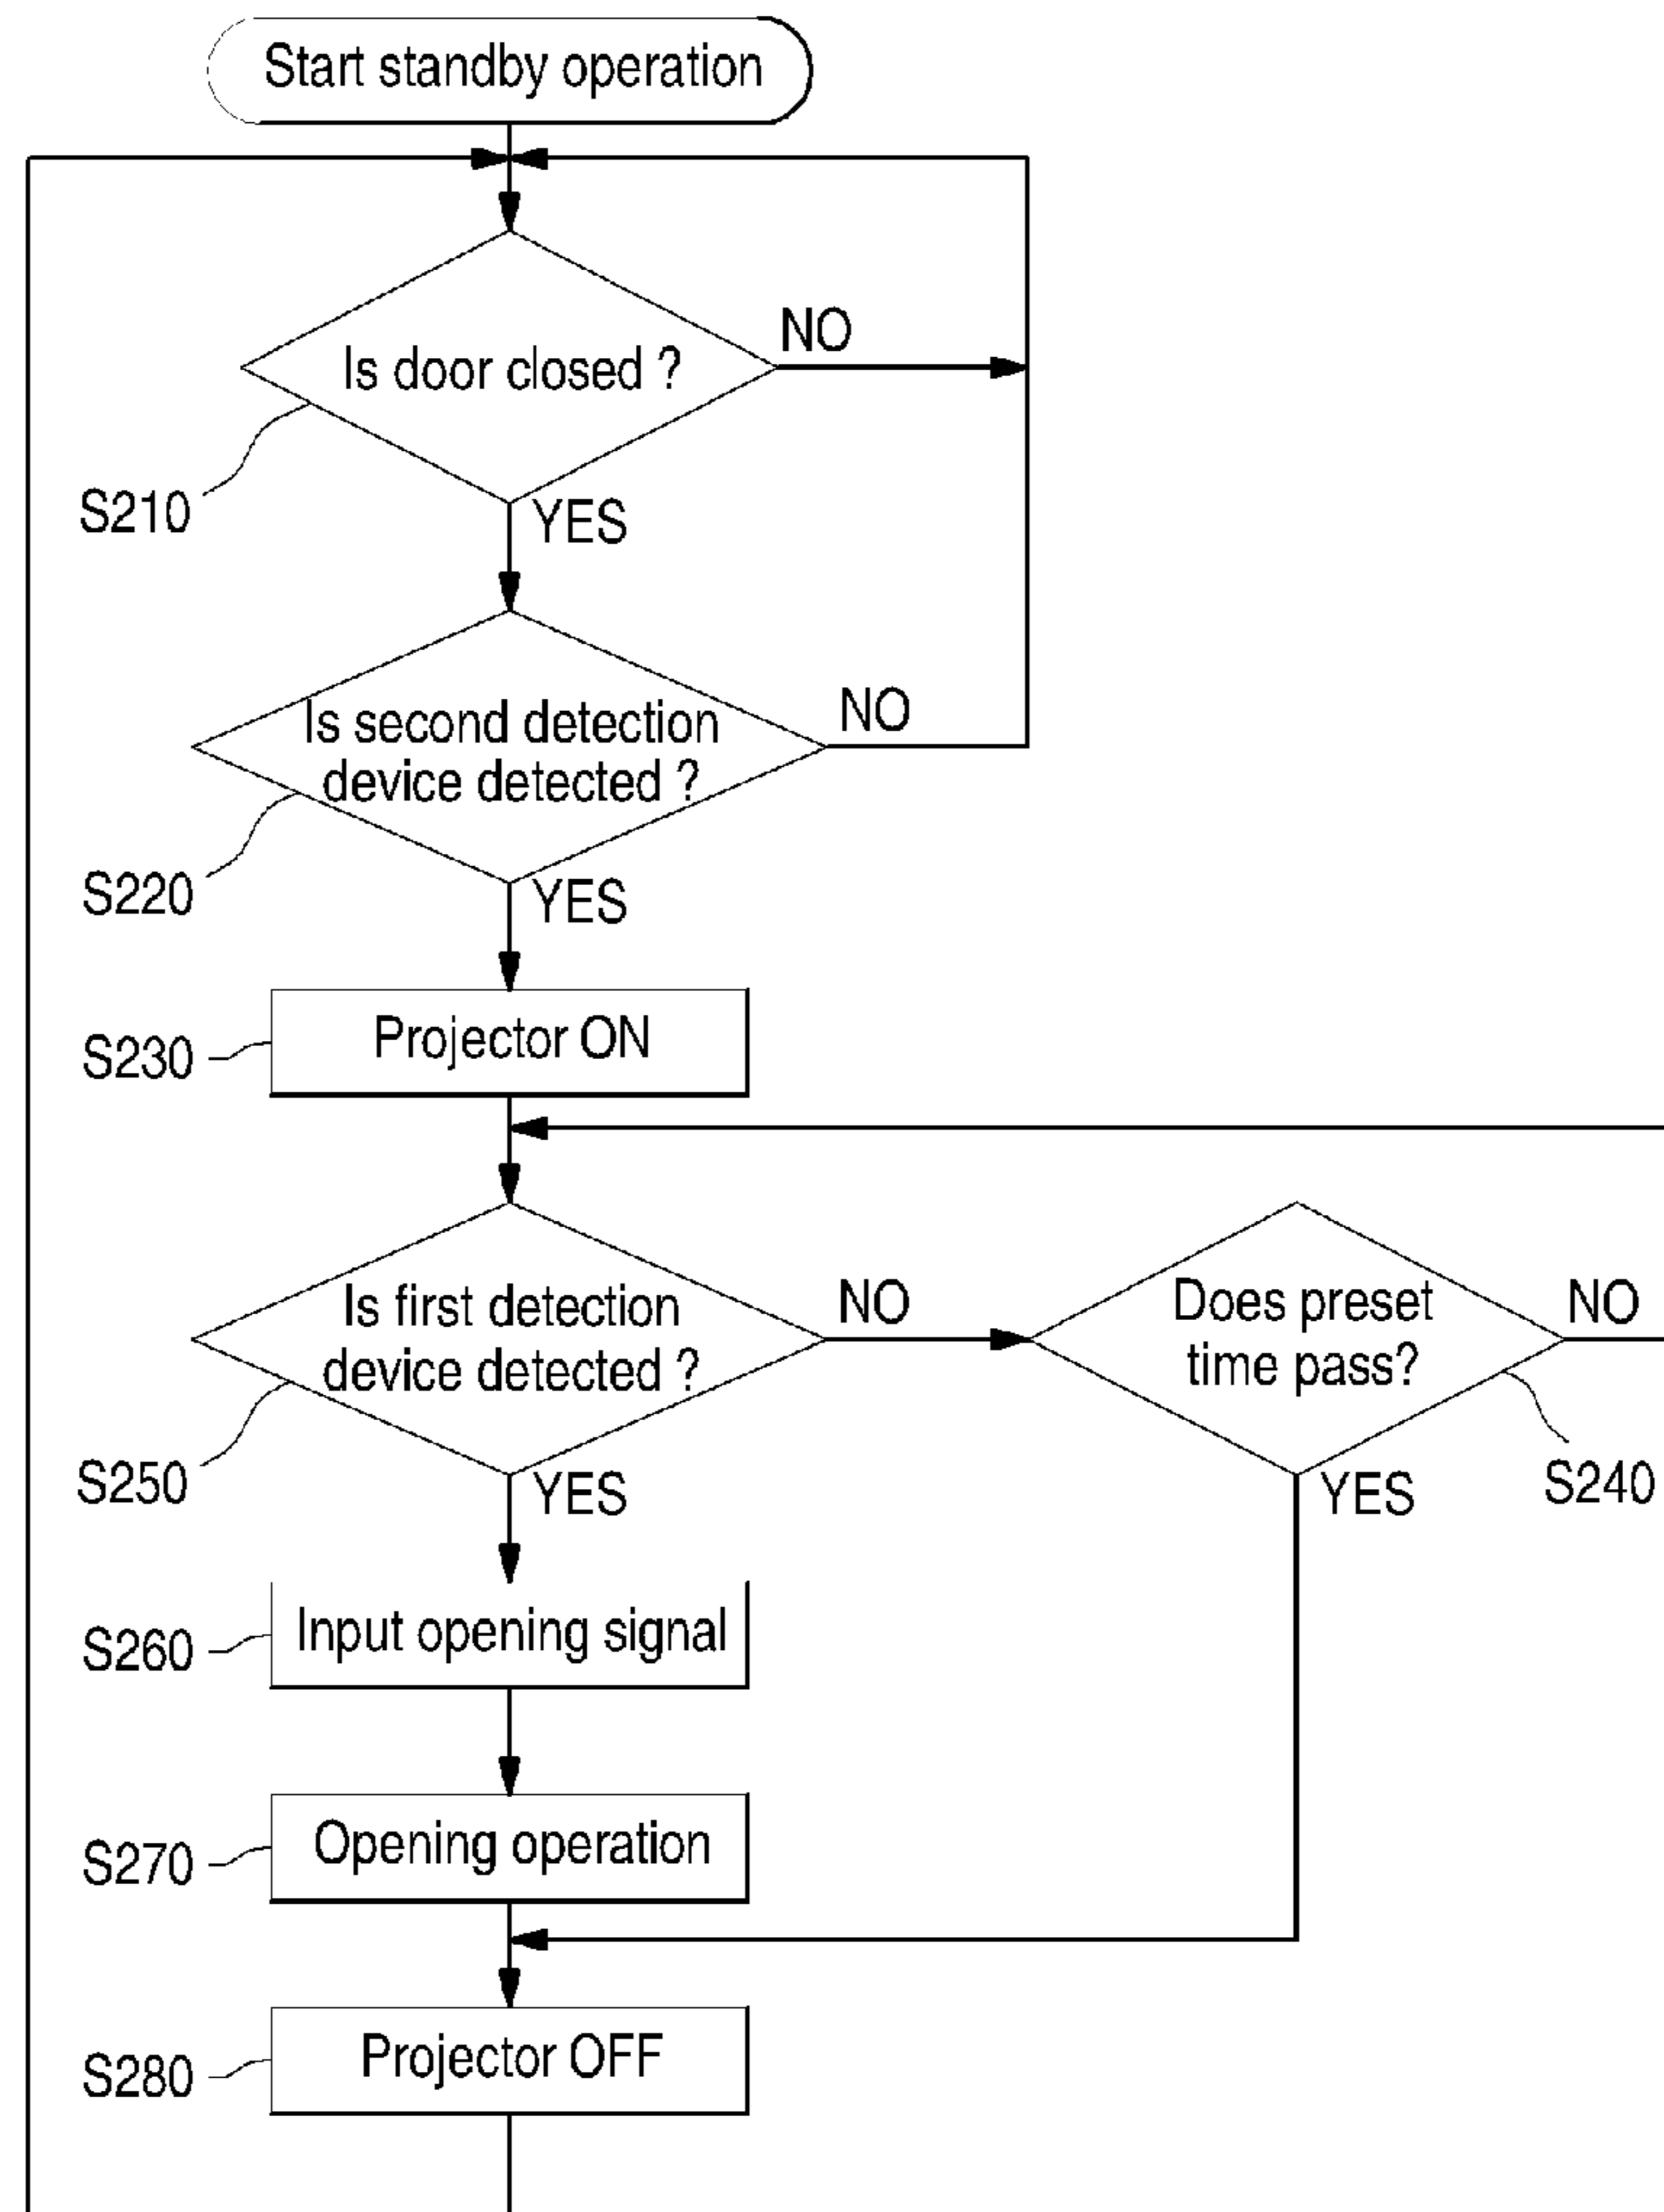 Start standby operation
Is door closed ?
NO
S210
YES
Is second detection
device detected ?
NO
S220
YES
Projector ON
S230
Is first detection
device detected ?
NO
Does preset
time pass?
NO
S250
YES
YES
S240
Input opening signal
S260
Opening operation
S270
Projector OFF
S280